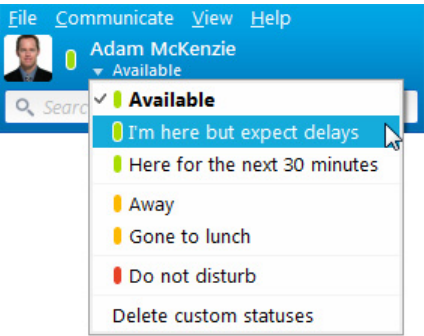 File Communicate View Help
Adam McKenzie
Available
Searc
Available
I'm here but expect delays
Here for the next 30 minutes
Away
Gone to lunch
Do not disturb
Delete custom statuses